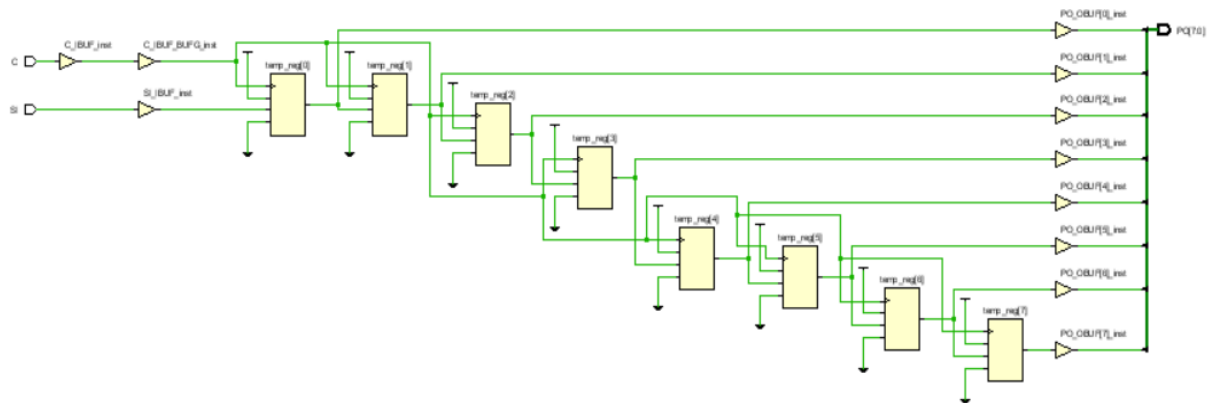 PO_OBUF[0]_inst
C_IBUF_inst
C_IBUF_BUFG_inst
PO[7:0]
C
temp_reg[0]
temp_reg[1]
PO_OBUF[1]_inst
SI_IBUF_inst
temp_reg[2]
SI
PO_OBUF[2]_inst
temp_reg[3]
PO_OBUF[3]_inst
PO_OBUF[4]_inst
temp_reg[4]
temp_reg[5]
PO_OBUF[5]_inst
PO_OBUF[6]_inst
temp_reg[6]
temp_reg[7]
PO_OBUF[7]_inst